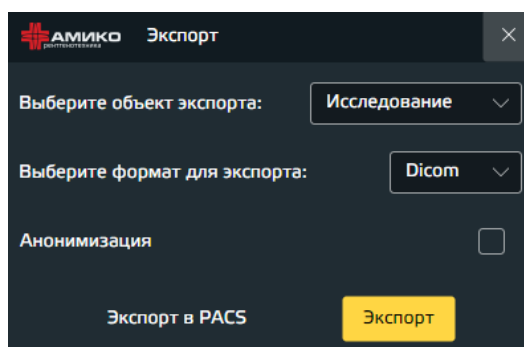 АМИКО
рентгенотехника
Экспорт
Выберите объект экспорта: Исследование
Выберите формат для экспорта: Dicom
Анонимизация
Экспорт в PACS Экспорт